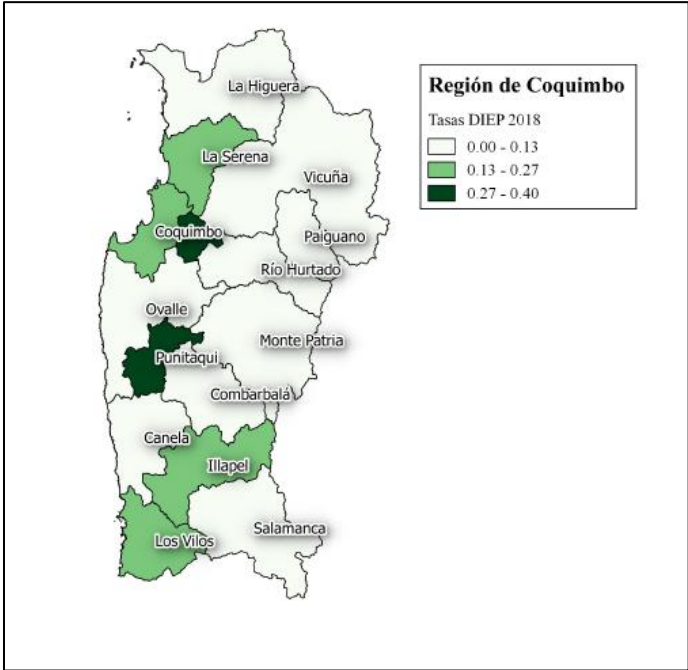 Región de Coquimbo
Tasas DIEP 2018
0.00 - 0.13
0.13 - 0.27
0.27 - 0.40
La Higuera
La Serena
Vicuña
Coquimbo
Paiguano
Río Hurtado
Ovalle
Monte Patria
Punitaqui
Combarbalá
Canela
Illapel
Salamanca
Los Vilos